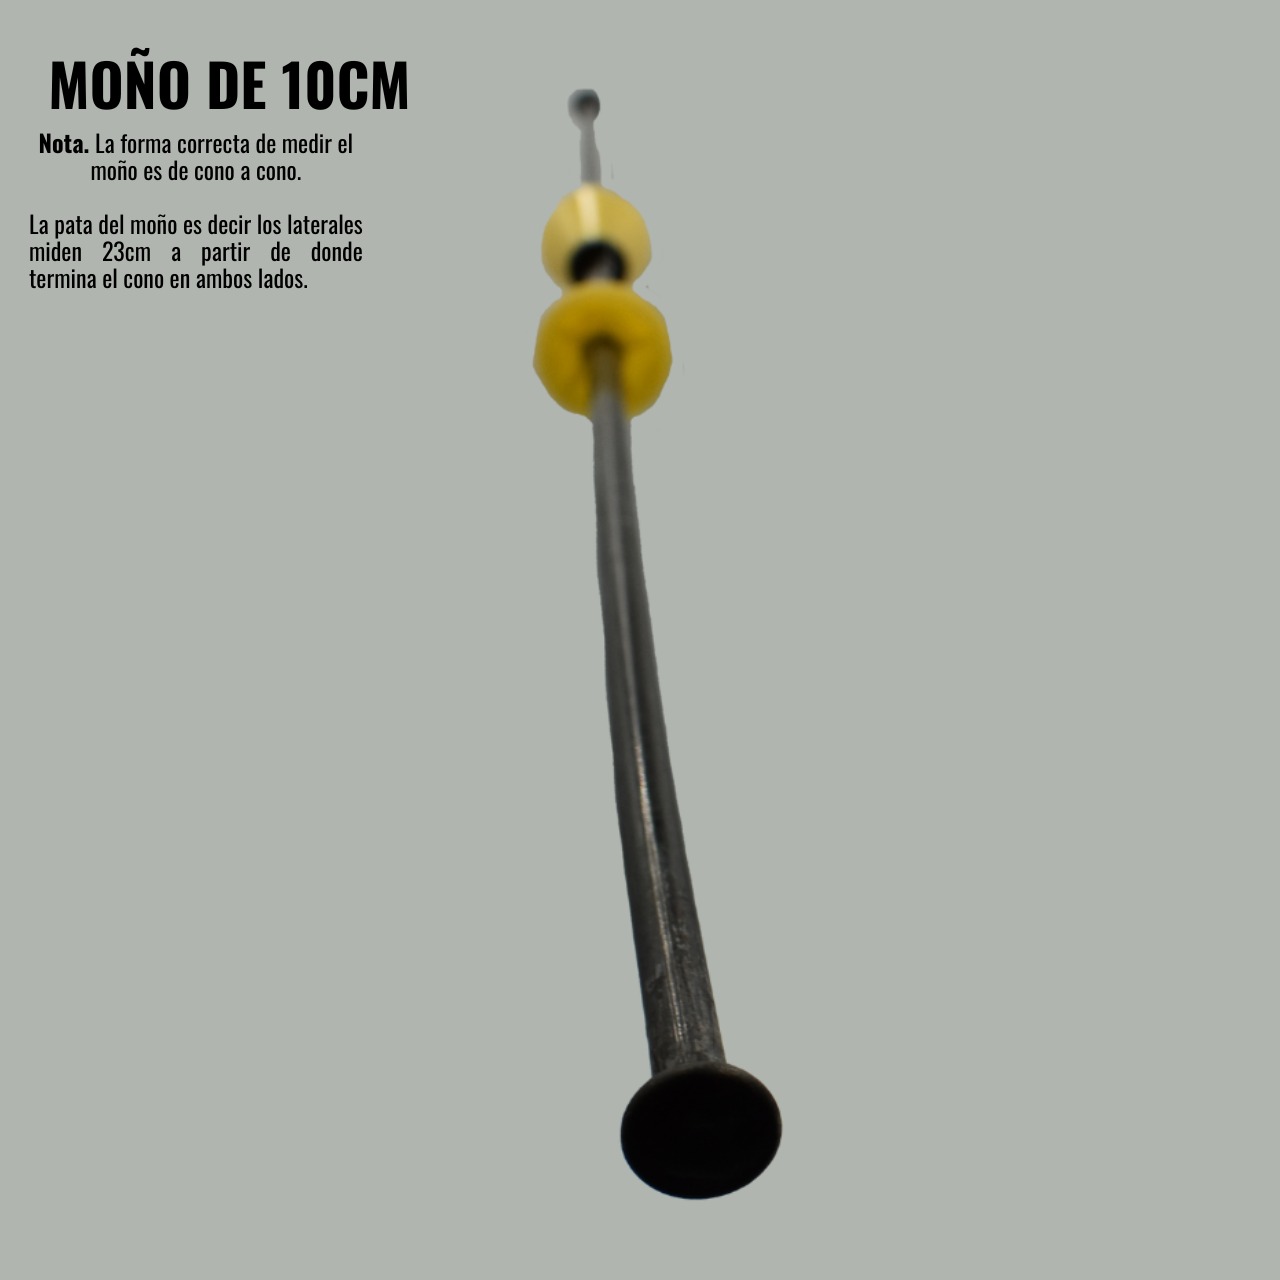 MOÑO DE 10CM
Nota. La forma correcta de medir el
moño es de cono a cono.
La pata del moño es decir los laterales
miden 23cm a partir de donde
termina el cono en ambos lados.